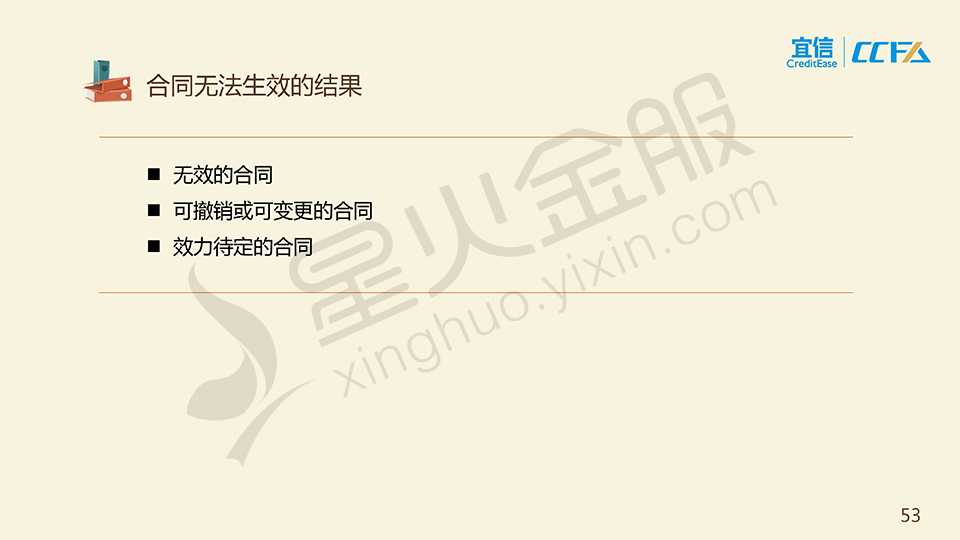 宜信
CreditEase
CCFA
合同无法生效的结果
无效的合同
可撤销或可变更的合同
效力待定的合同
星火金服
xinghuo.yixin.com
53